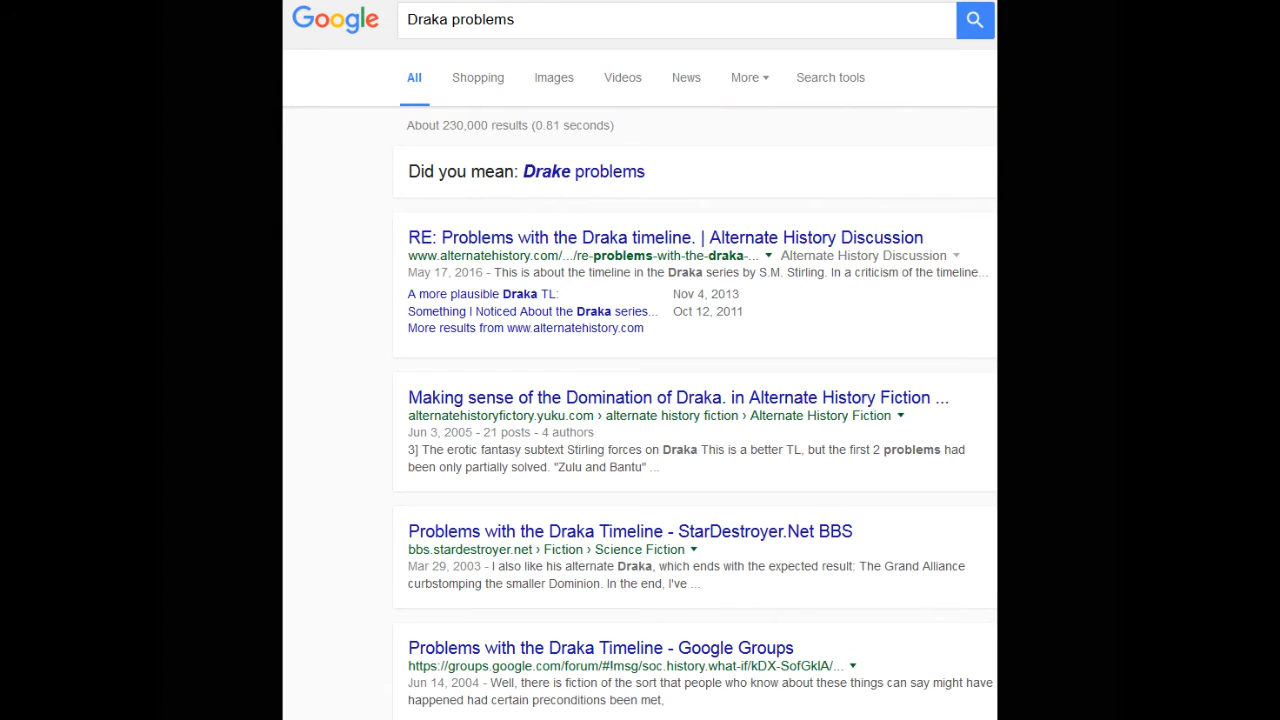 Google Draka problems
All Shopping Images Videos News More Search tools
About 230,000 results (0.81 seconds)
Did you mean: Drake problems
RE: Problems with the Draka timeline. | Alternate History Discussion
www.alternatehistory.com/.../re-problems-with-the-draka-... Alternate History Discussion
May 17, 2016 - This is about the timeline in the Draka series by S.M. Stirling. In a criticism of the timeline...
A more plausible Draka TL: Nov 4, 2013
Something I Noticed About the Draka series... Oct 12, 2011
More results from www.alternatehistory.com
Making sense of the Domination of Draka. in Alternate History Fiction ...
alternatehistoryfictory.yuku.com › alternate history fiction › Alternate History Fiction
Jun 3, 2005 - 21 posts - 4 authors
3] The erotic fantasy subtext Stirling forces on Draka This is a better TL, but the first 2 problems had
been only partially solved. "Zulu and Bantu" ...
Problems with the Draka Timeline - StarDestroyer.Net BBS
bbs.stardestroyer.net › Fiction › Science Fiction
Mar 29, 2003 - I also like his alternate Draka, which ends with the expected result: The Grand Alliance
curbstomping the smaller Dominion. In the end, I've ...
Problems with the Draka Timeline - Google Groups
https://groups.google.com/forum/#!msg/soc.history.what-if/kDX-SofGklA/...
Jun 14, 2004 - Well, there is fiction of the sort that people who know about these things can say might have
happened had certain preconditions been met,